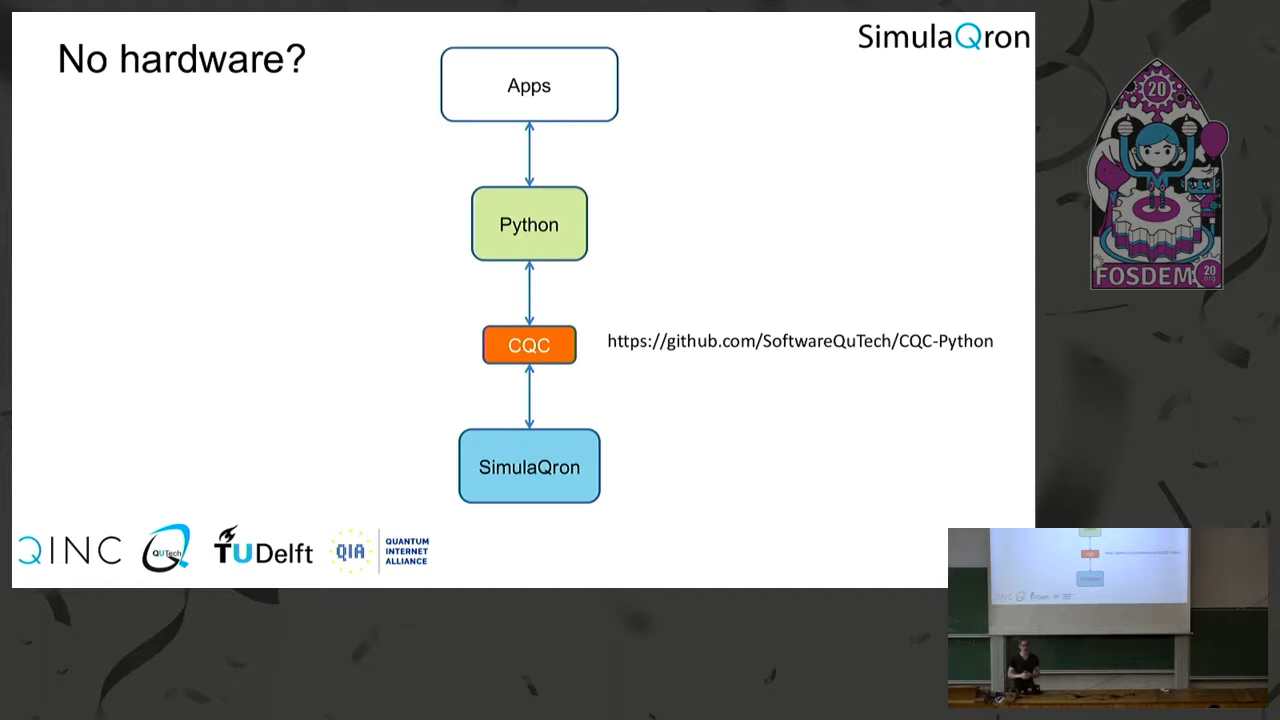 No hardware?
SimulaQron
Apps
Python
CQC
https://github.com/SoftwareQuTech/CQC-Python
SimulaQron
QINC
QUTech
TUDelft
QIA
QUANTUM
INTERNET
ALLIANCE
20
FOSDEM
20
.org